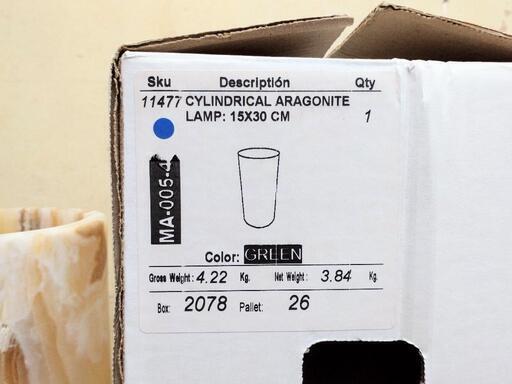 Sku Descriptión Qty
11477 CYLINDRICAL ARAGONITE
LAMP: 15X30 CM 1
MA-005-4
Color: GREEN
Gross Weight: 4.22 Kg. Net Weight: 3.84 Kg.
Box: 2078 Pallet: 26